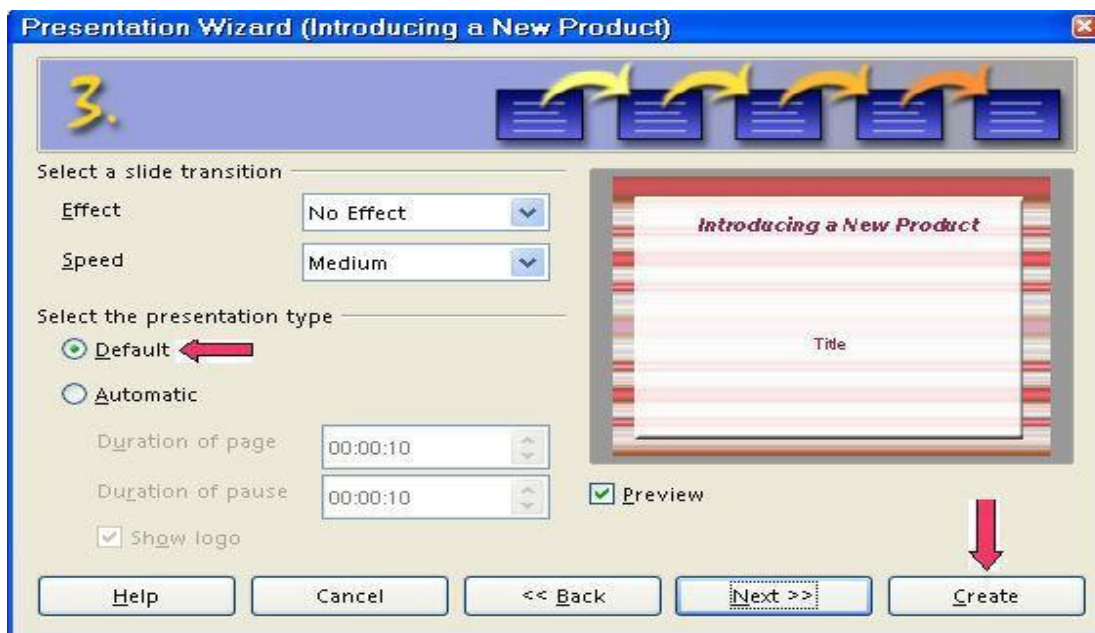 Presentation Wizard (Introducing a New Product)
3.
Select a slide transition
Effect
No Effect
Speed
Medium
Select the presentation type
Default
Automatic
Duration of page
00:00:10
Duration of pause
00:00:10
Show logo
Introducing a New Product
Title
Preview
Help
Cancel
<< Back
Next >>
Create